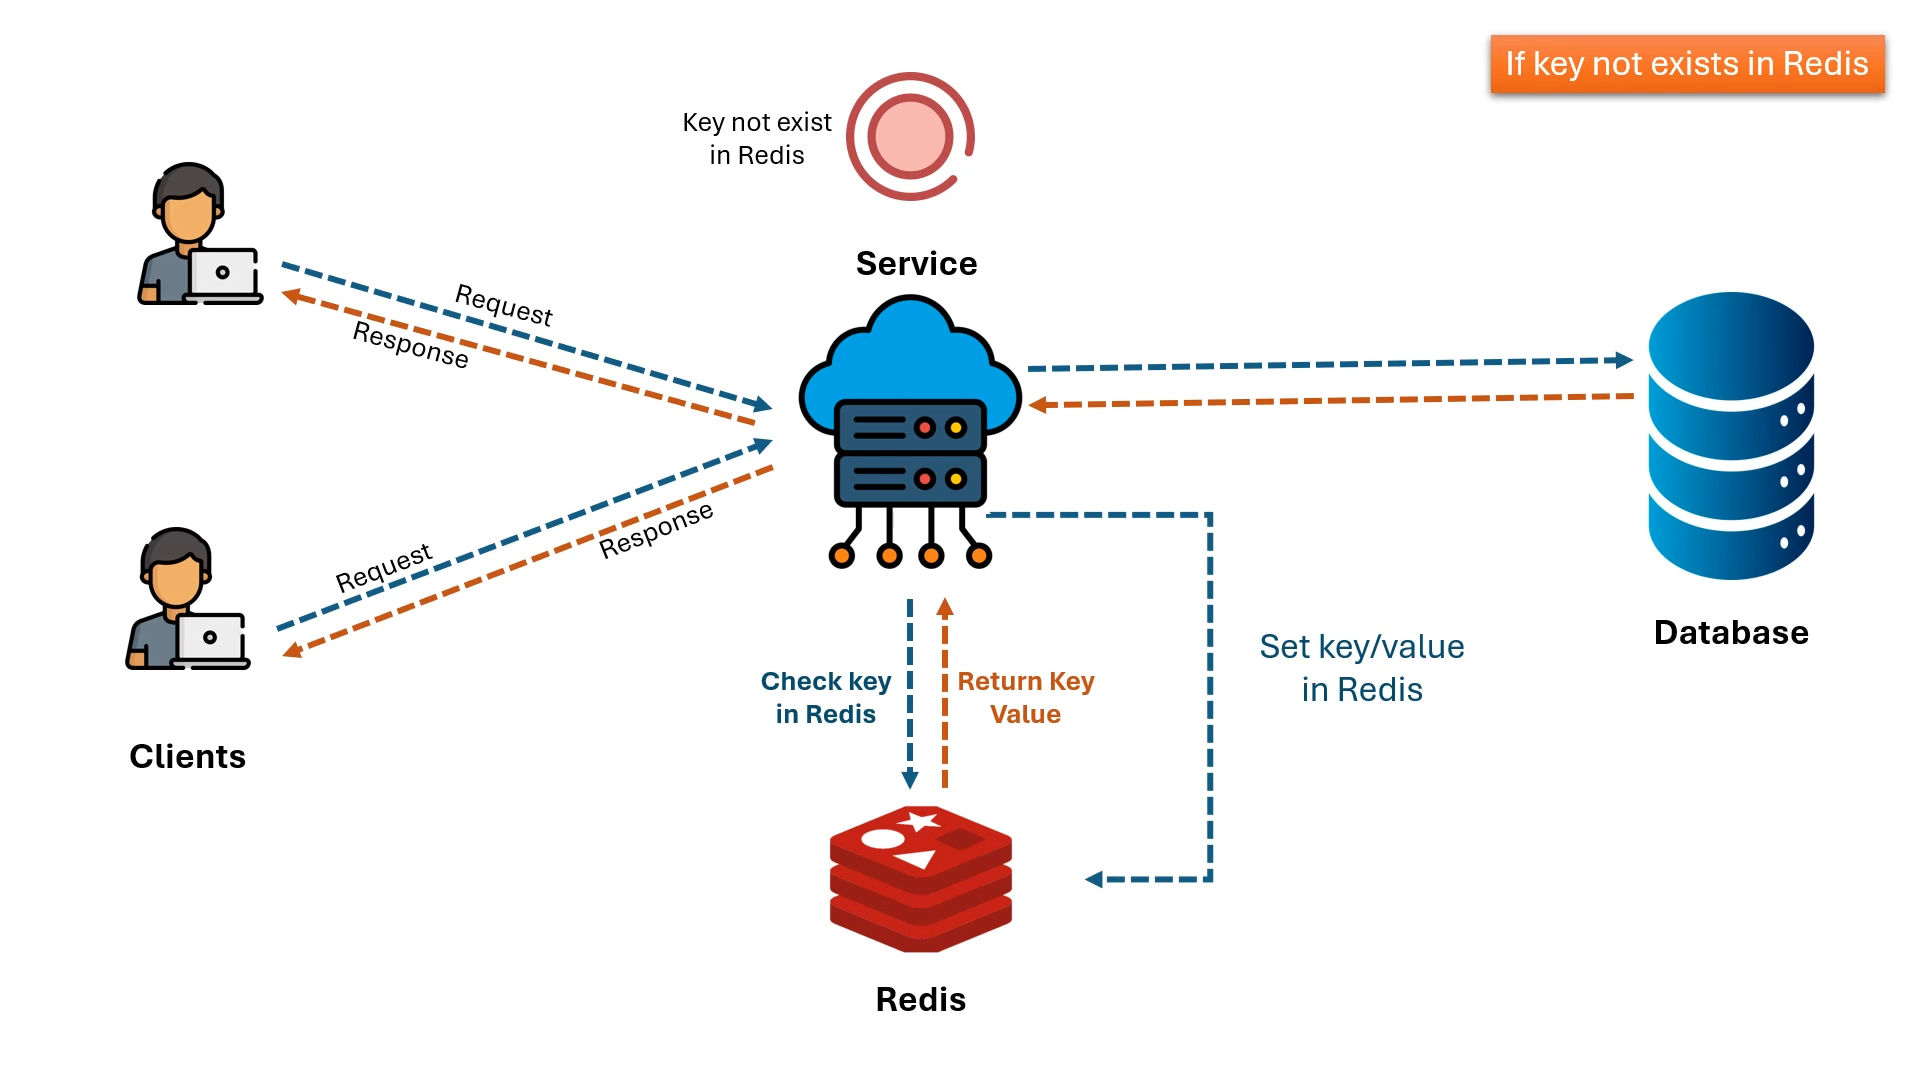 If key not exists in Redis
Key not exist
in Redis
Service
Request
Response
Request
Response
Clients
Check key
in Redis
Return Key
Value
Set key/value
in Redis
Database
Redis